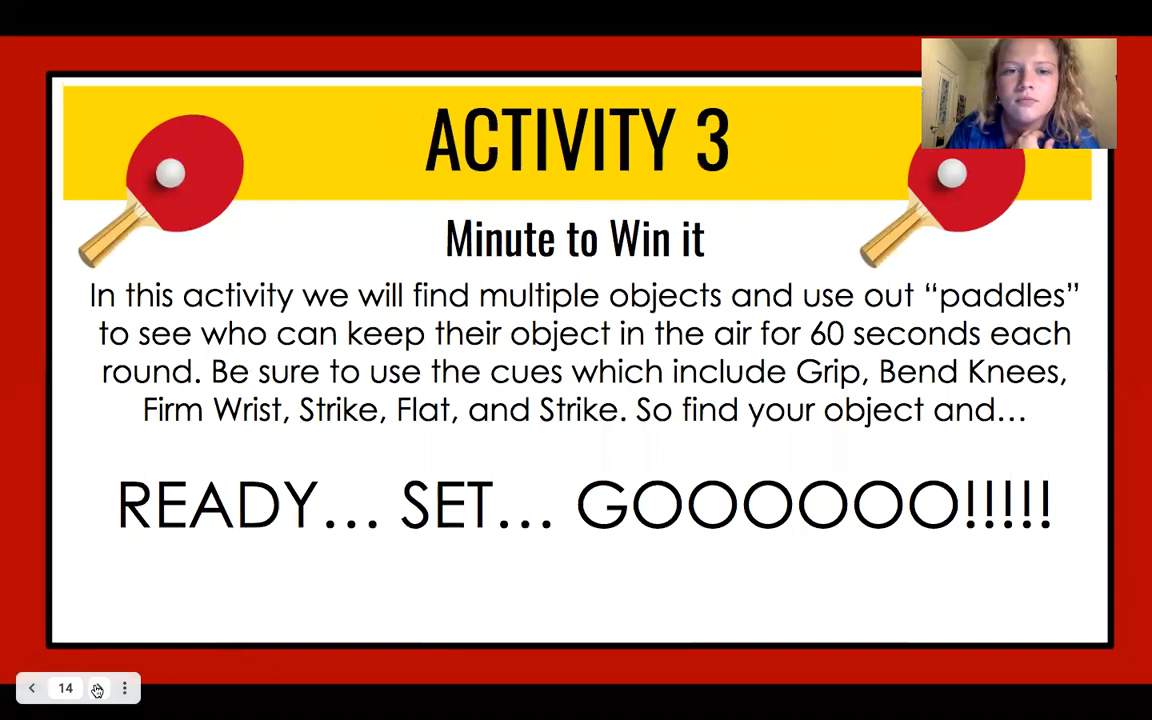 ACTIVITY 3
Minute to Win it
In this activity we will find multiple objects and use out “paddles”
to see who can keep their object in the air for 60 seconds each
round. Be sure to use the cues which include Grip, Bend Knees,
Firm Wrist, Strike, Flat, and Strike. So find your object and…
READY… SET… GOOOOOOO!!!!!
14